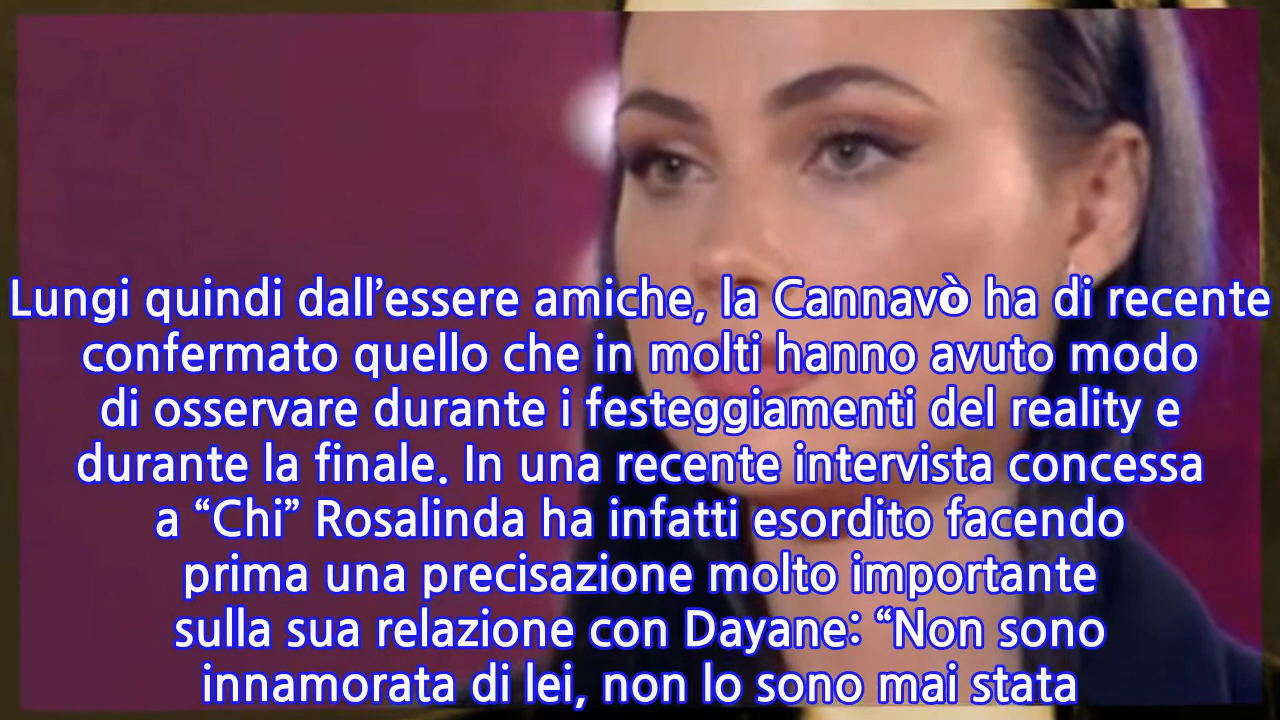 Lungi quindi dall’essere amiche, la Cannavò ha di recente
confermato quello che in molti hanno avuto modo
di osservare durante i festeggiamenti del reality e
durante la finale. In una recente intervista concessa
a “Chi” Rosalinda ha infatti esordito facendo
prima una precisazione molto importante
sulla sua relazione con Dayane: “Non sono
innamorata di lei, non lo sono mai stata